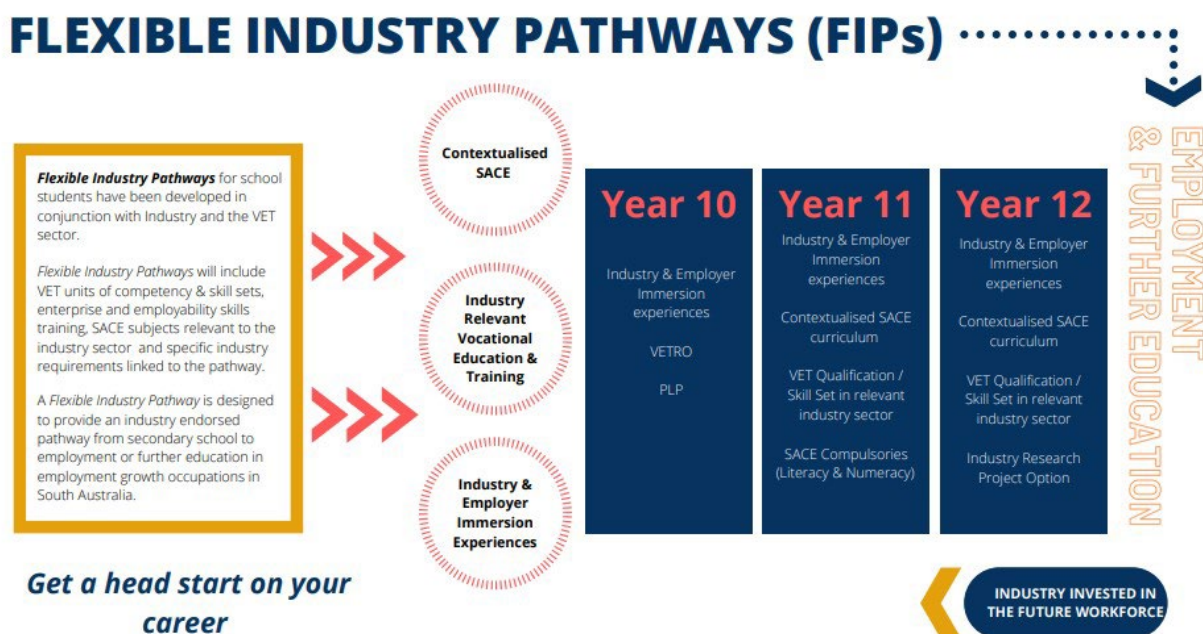 FLEXIBLE INDUSTRY PATHWAYS (FIPs)
Flexible Industry Pathways for school
students have been developed in
conjunction with Industry and the VET
sector.
Flexible Industry Pathways will include
VET units of competency & skill sets,
enterprise and employability skills
training, SACE subjects relevant to the
industry sector and specific industry
requirements linked to the pathway.
A Flexible Industry Pathway is designed
to provide an industry endorsed
pathway from secondary school to
employment or further education in
employment growth occupations in
South Australia.
Get a head start on your
career
Contextualised
SACE
Industry
Relevant
Vocational
Education &
Training
Industry &
Employer
Immersion
Experiences
Year 10
Industry & Employer
Immersion
experiences
VETRO
PLP
Year 11
Industry & Employer
Immersion
experiences
Contextualised SACE
curriculum
VET Qualification /
Skill Set in relevant
industry sector
SACE Compulsories
(Literacy & Numeracy)
Year 12
Industry & Employer
Immersion
experiences
Contextualised SACE
curriculum
VET Qualification /
Skill Set in relevant
industry sector
Industry Research
Project Option
EMPLOYMENT
& FURTHER EDUCATION
INDUSTRY INVESTED IN
THE FUTURE WORKFORCE